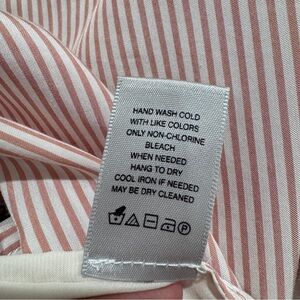 HAND WASH COLD
WITH LIKE COLORS
ONLY NON-CHLORINE
BLEACH
WHEN NEEDED
HANG TO DRY
COOL IRON IF NEEDED
MAY BE DRY CLEANED
P